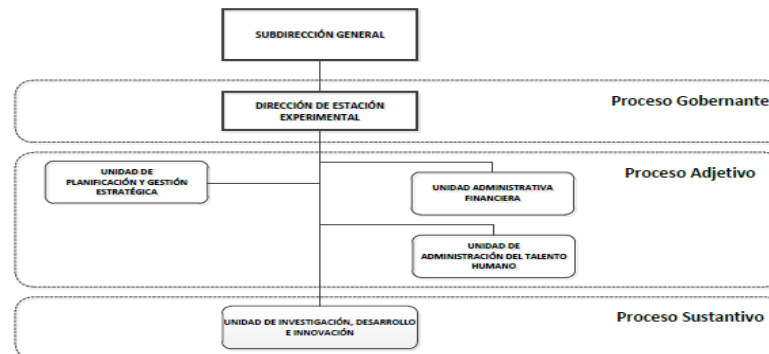 SUBDIRECCIÓN GENERAL
DIRECCIÓN DE ESTACIÓN
EXPERIMENTAL
Proceso Gobernante
Proceso Adjetivo
UNIDAD DE
PLANIFICACIÓN Y GESTIÓN
ESTRATÉGICA
UNIDAD ADMINISTRATIVA
FINANCIERA
UNIDAD DE
ADMINISTRACIÓN DEL TALENTO
HUMANO
Proceso Sustantivo
UNIDAD DE INVESTIGACIÓN, DESARROLLO
E INNOVACIÓN